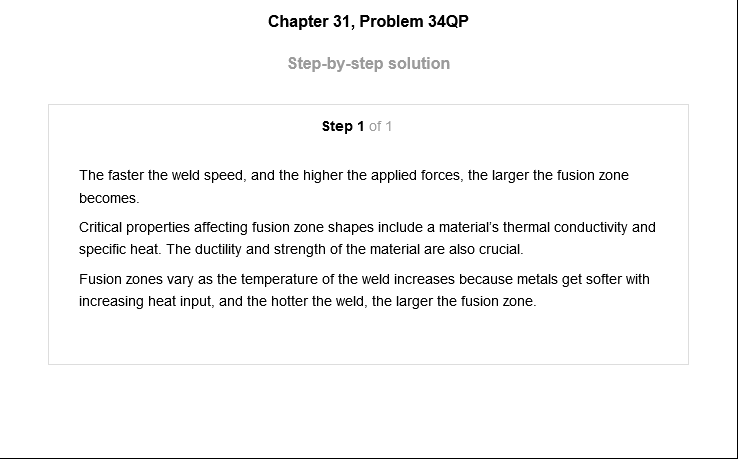 Chapter 31, Problem 34QP
Step-by-step solution
Step 1 of 1
The faster the weld speed, and the higher the applied forces, the larger the fusion zone
becomes.
Critical properties affecting fusion zone shapes include a material's thermal conductivity and
specific heat. The ductility and strength of the material are also crucial.
Fusion zones vary as the temperature of the weld increases because metals get softer with
increasing heat input, and the hotter the weld, the larger the fusion zone.